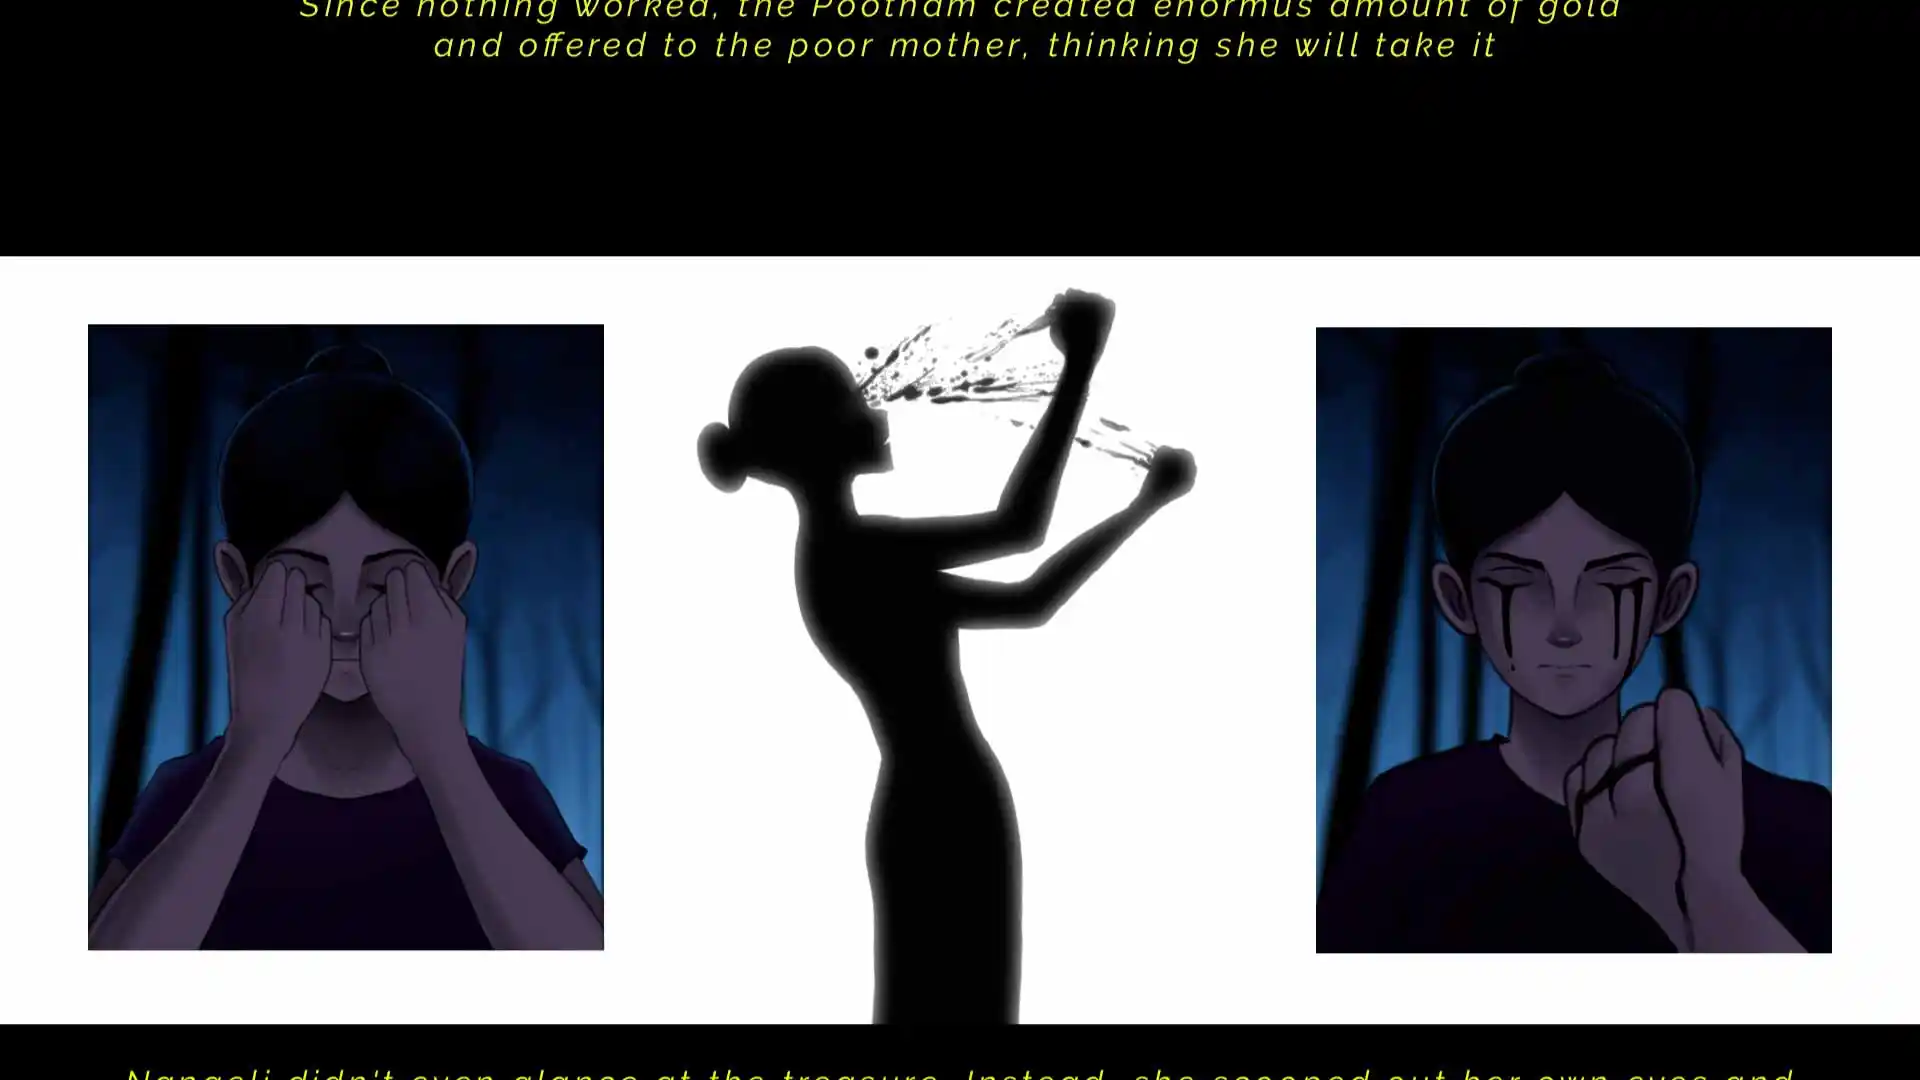 Since nothing worked, the Pootham created enormus amount of gold
and offered to the poor mother, thinking she will take it
Nangeli didn't even glance at the treasure. Instead, she scooped out her own eyes and